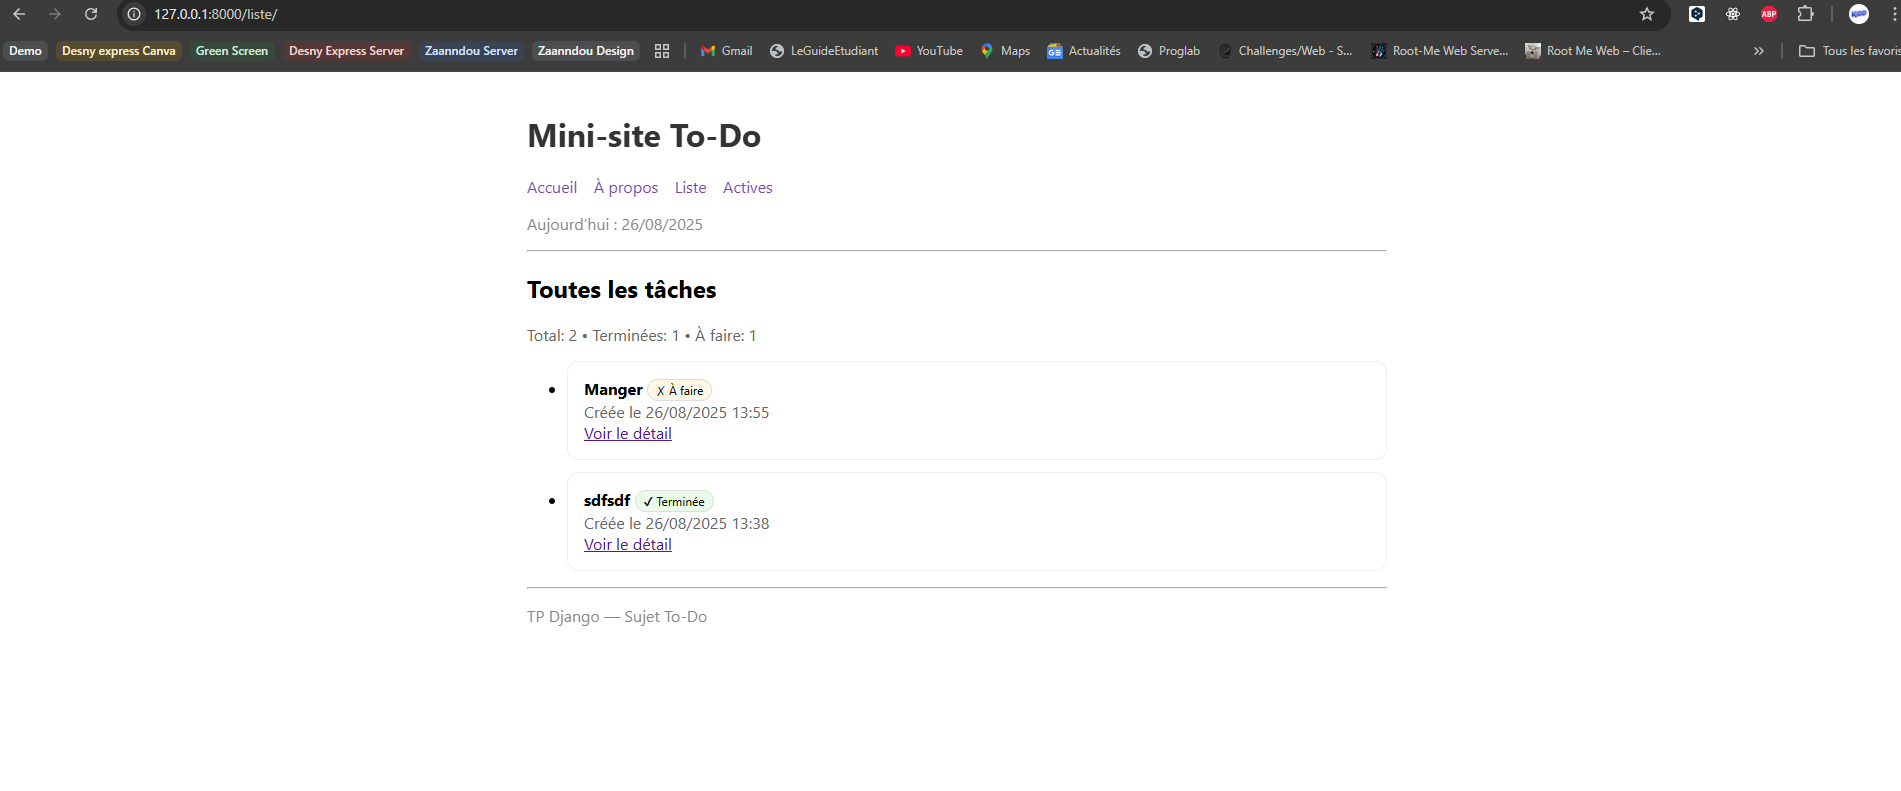 127.0.0.1:8000/liste/
ABP
KIDD
Demo Desny express Canva Green Screen Desny Express Server Zaanndou Server Zaanndou Design Gmail LeGuideEtudiant YouTube Maps GE Actualités Proglab Challenges/Web - S... Root-Me Web Serve... Root Me Web – Clie... » Tous les favoris
Mini-site To-Do
Accueil À propos Liste Actives
Aujourd’hui : 26/08/2025
Toutes les tâches
Total: 2 • Terminées: 1 • À faire: 1
• Manger ✗ À faire
Créée le 26/08/2025 13:55
Voir le détail
• sdfsdf ✓ Terminée
Créée le 26/08/2025 13:38
Voir le détail
TP Django — Sujet To-Do